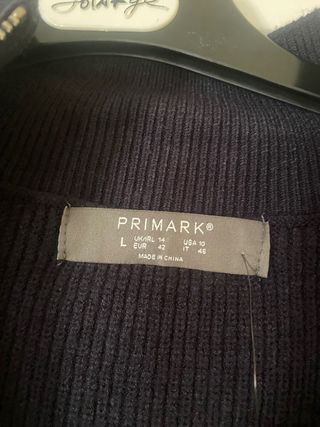 PRIMARK®
L UK/IRL 14 USA 10
EUR 42 IT 46
MADE IN CHINA